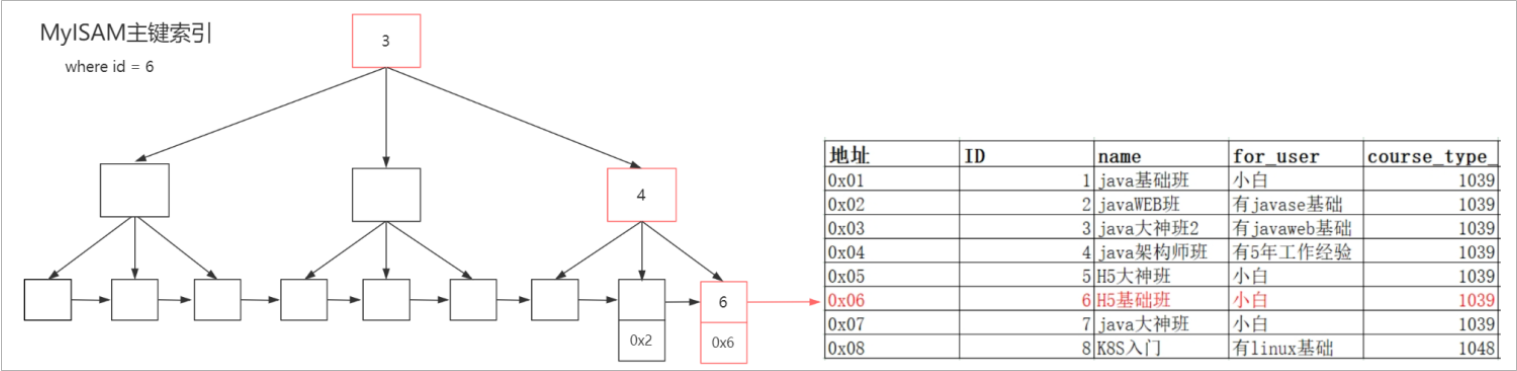 MyISAM主键索引
where id = 6
3
4
6
0x2
0x6
地址 ID name for_user course_type_
0x01 1 java基础班 小白 1039
0x02 2 javaWEB班 有javase基础 1039
0x03 3 java大神班2 有javaweb基础 1039
0x04 4 java架构师班 有5年工作经验 1039
0x05 5 H5大神班 小白 1039
0x06 6 H5基础班 小白 1039
0x07 7 java大神班 小白 1039
0x08 8 K8S入门 有linux基础 1048